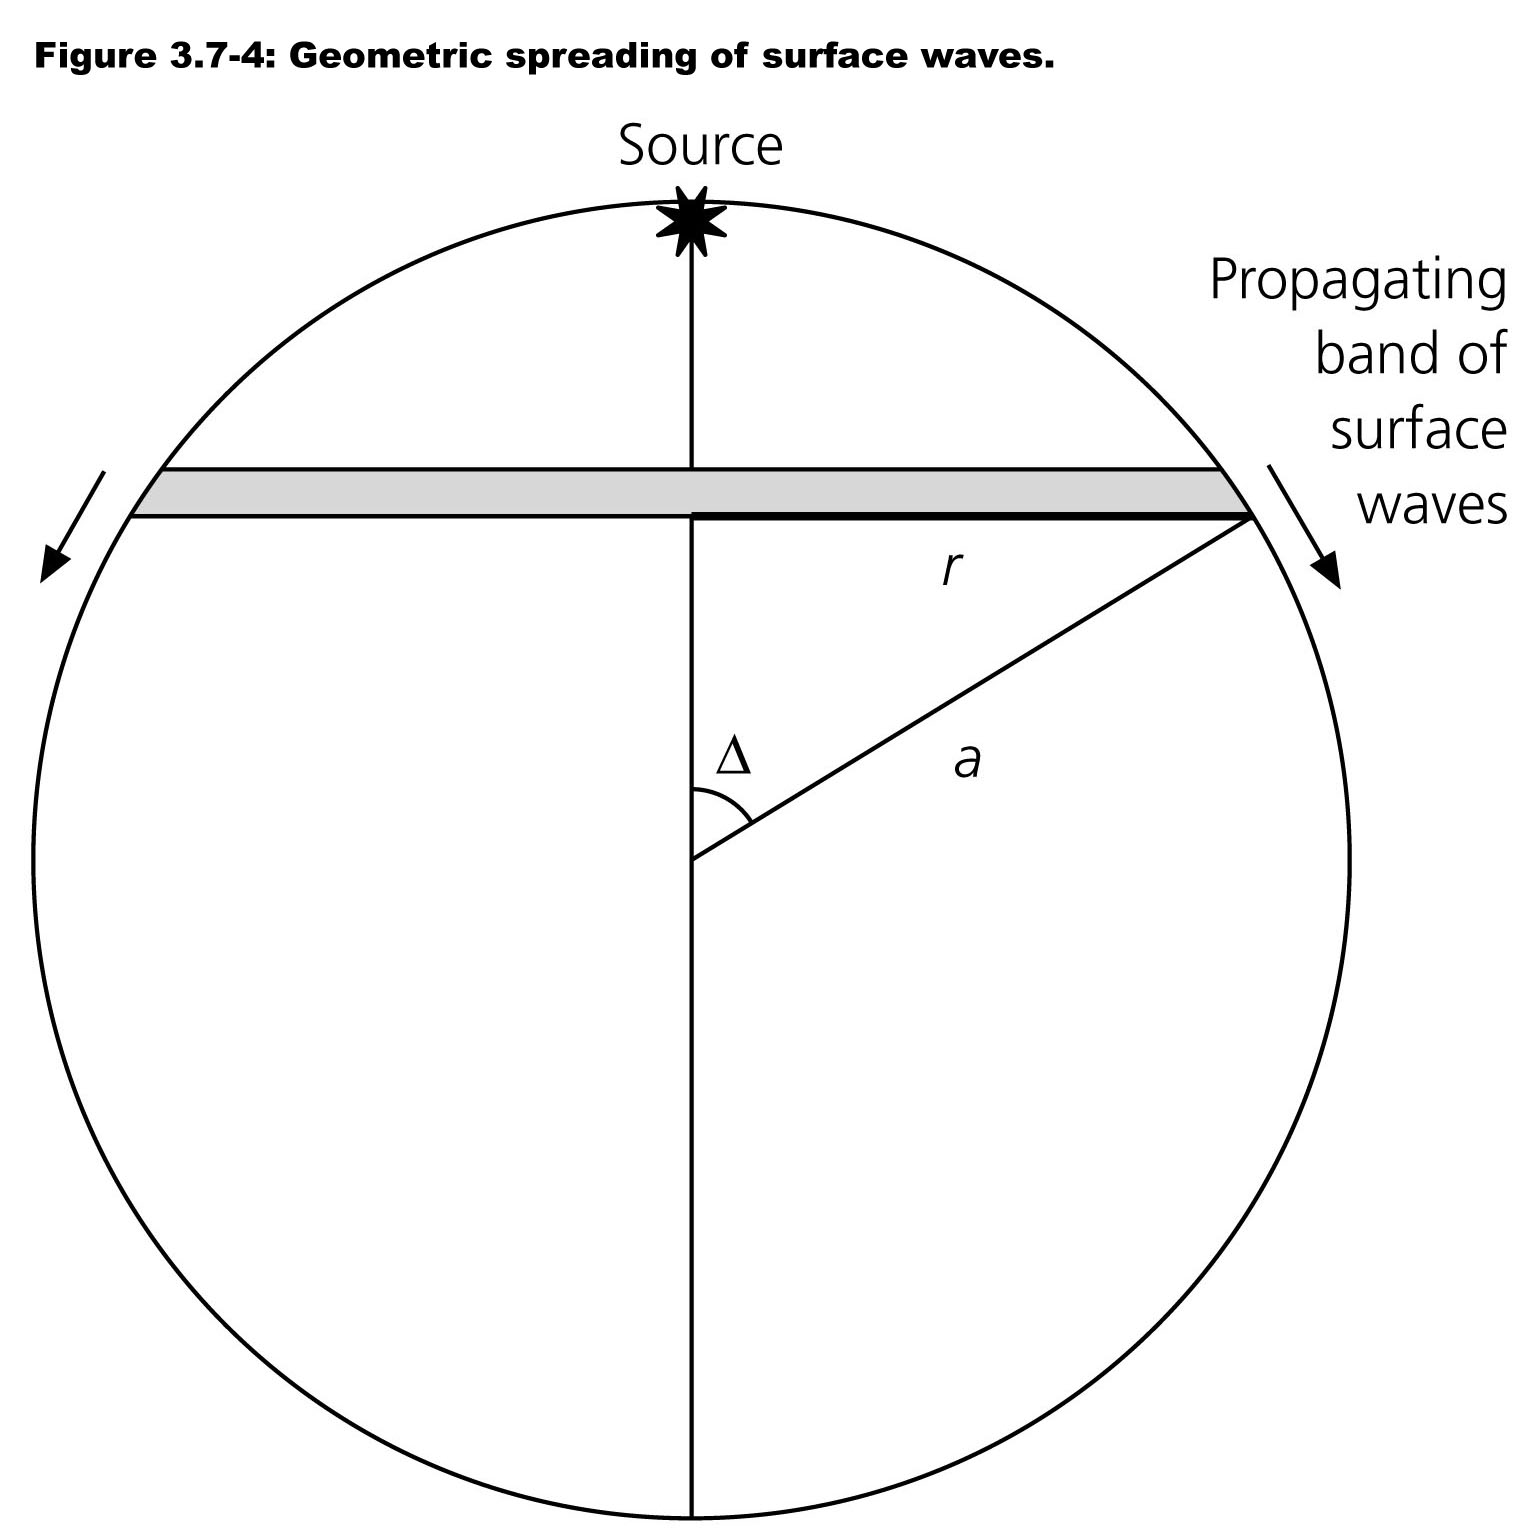 Figure 3.7-4: Geometric spreading of surface waves.
Source
Propagating
band of
surface
waves
r
Δ
a